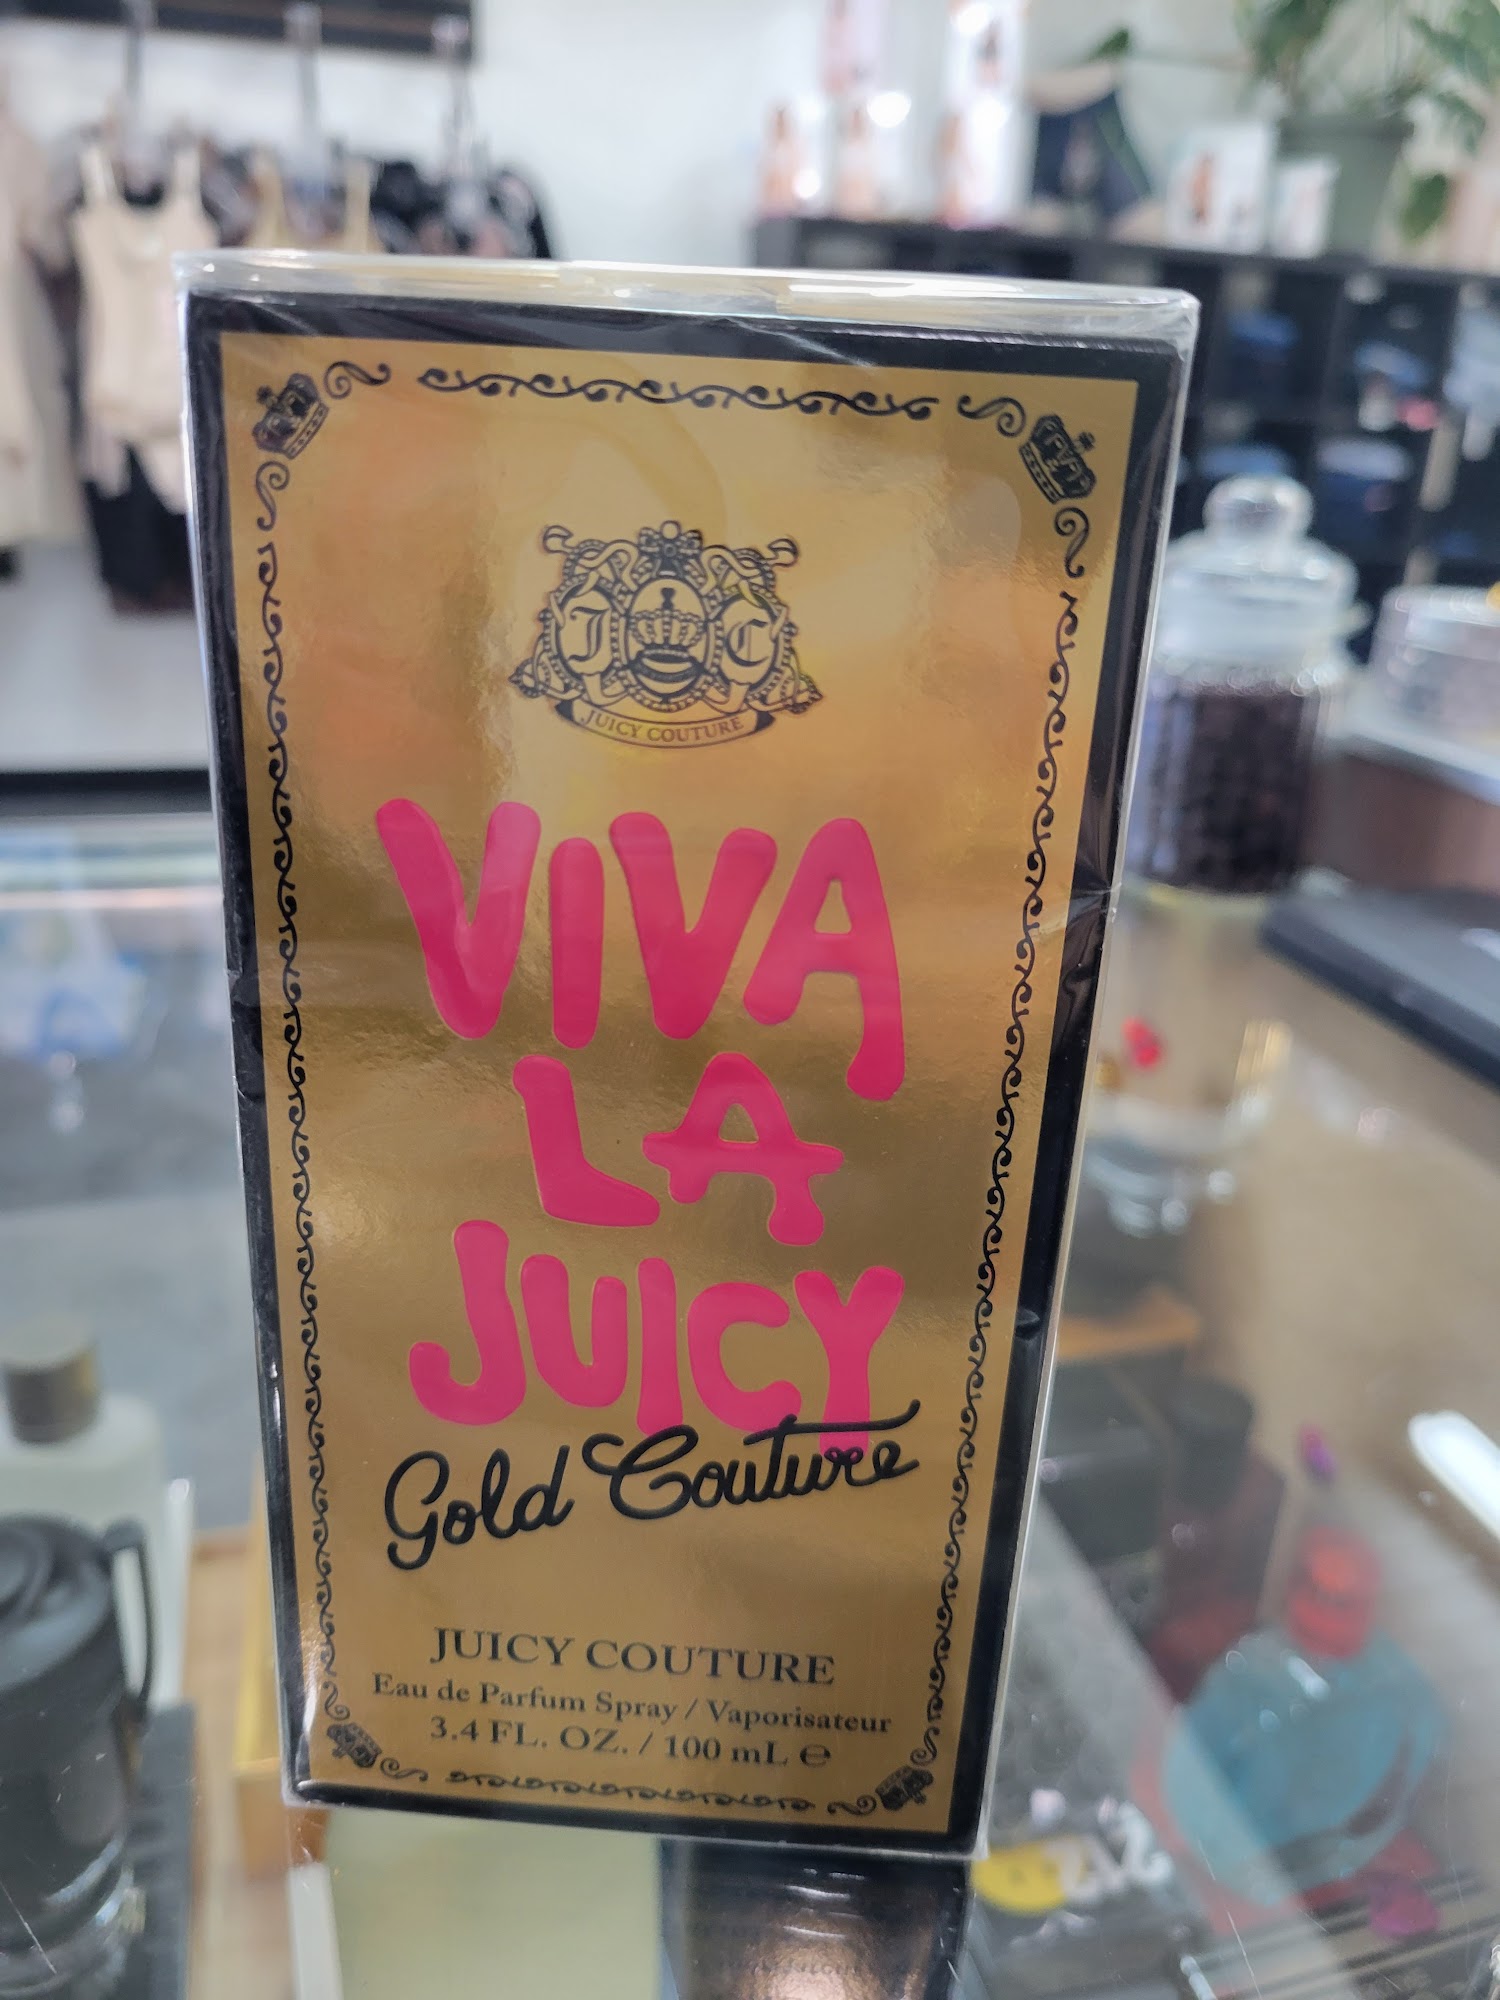 J C
JUICY COUTURE
VIVA
LA
JUICY
Gold Couture
JUICY COUTURE
Eau de Parfum Spray / Vaporisateur
3.4 FL. OZ. / 100 mL ℮
212